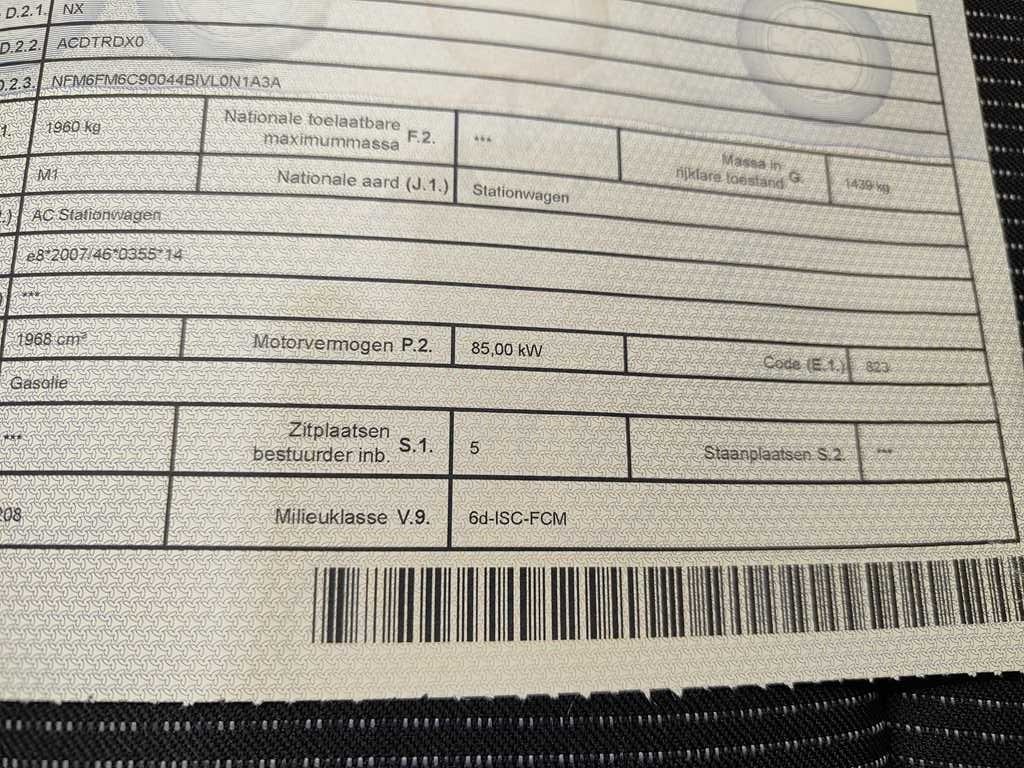 D.2.1. NX
D.2.2. ACDTRDX0
D.2.3. NFM6FM6C90044BIVL0N1A3A
1. 1960 kg Nationale toelaatbare maximummassa F.2. *** Massa in rijklare toestand G. 1439 kg
M1 Nationale aard (J.1.) Stationwagen
.) AC Stationwagen
e8*2007/46*0355*14
) ***
1968 cm³ Motorvermogen P.2. 85,00 kW Code (E.1.) 823
Gasolie
*** Zitplaatsen bestuurder inb. S.1. 5 Staanplaatsen S.2. ***
208 Milieuklasse V.9. 6d-ISC-FCM